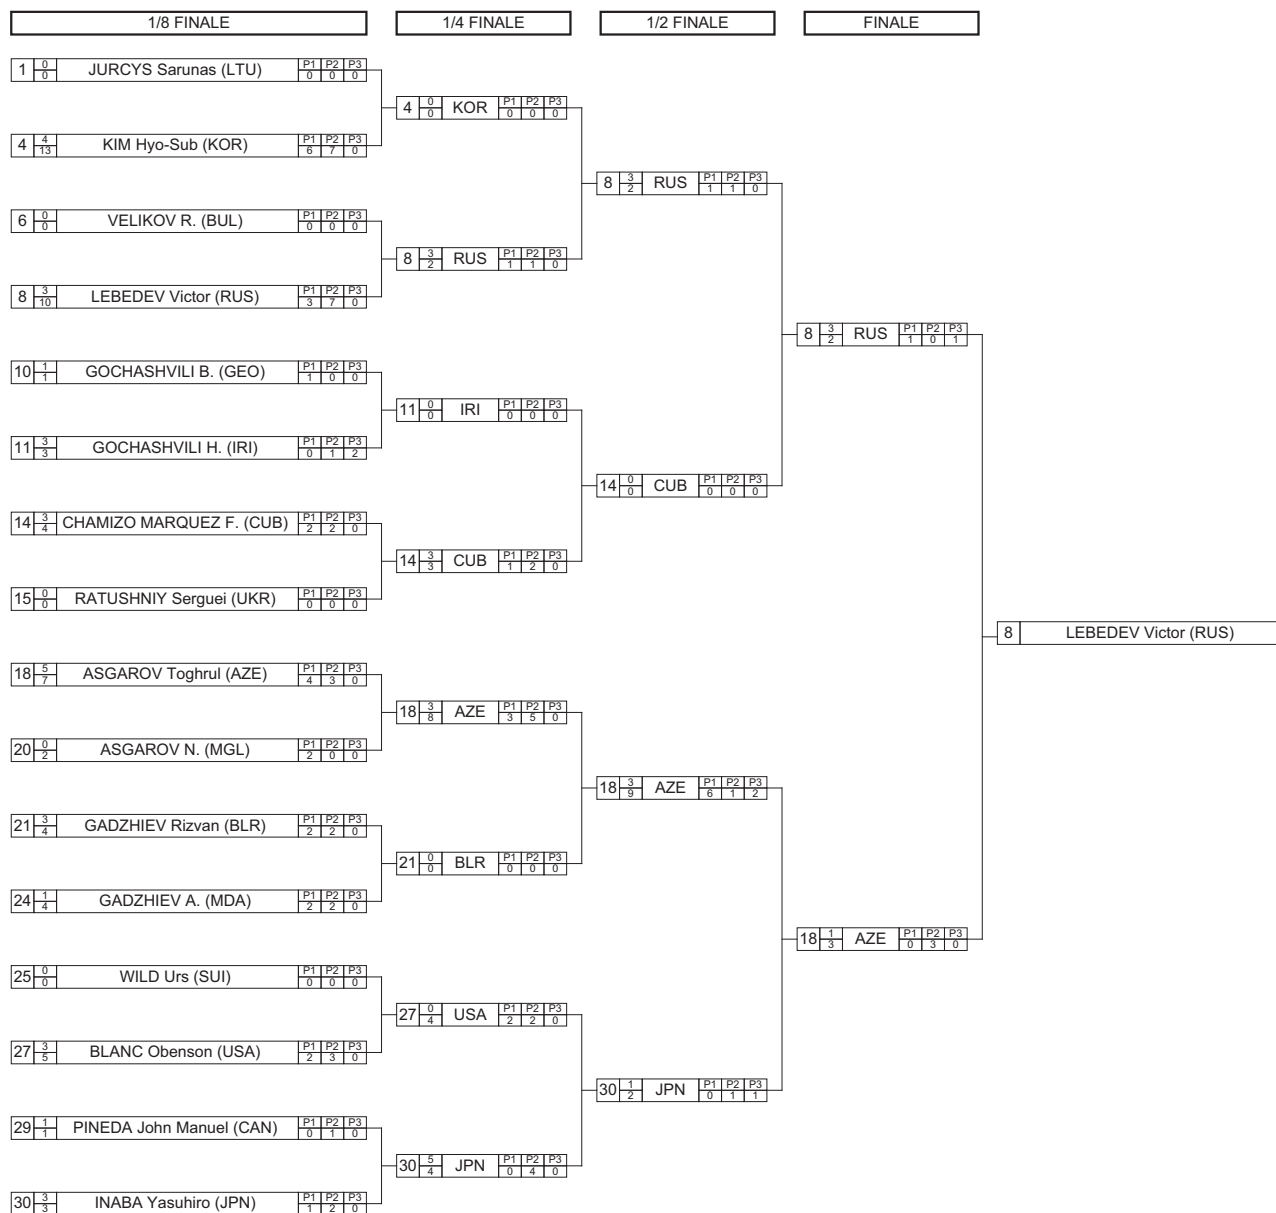 1/8 FINALE 1/4 FINALE 1/2 FINALE FINALE
1 0 0 JURCYS Sarunas (LTU) P1 P2 P3 0 0 0
4 0 0 KOR P1 P2 P3 0 0 0
4 4 13 KIM Hyo-Sub (KOR) P1 P2 P3 6 7 0
8 3 2 RUS P1 P2 P3 1 1 0
6 0 0 VELIKOV R. (BUL) P1 P2 P3 0 0 0
8 3 2 RUS P1 P2 P3 1 1 0
8 3 10 LEBEDEV Victor (RUS) P1 P2 P3 3 7 0
8 3 2 RUS P1 P2 P3 1 0 1
10 1 1 GOCHASHVILI B. (GEO) P1 P2 P3 1 0 0
11 0 0 IRI P1 P2 P3 0 0 0
11 3 3 GOCHASHVILI H. (IRI) P1 P2 P3 0 1 2
14 0 0 CUB P1 P2 P3 0 0 0
14 3 4 CHAMIZO MARQUEZ F. (CUB) P1 P2 P3 2 2 0
14 3 3 CUB P1 P2 P3 1 2 0
15 0 0 RATUSHNIY Serguei (UKR) P1 P2 P3 0 0 0
8 LEBEDEV Victor (RUS)
18 5 7 ASGAROV Toghrul (AZE) P1 P2 P3 4 3 0
18 3 8 AZE P1 P2 P3 3 5 0
20 0 2 ASGAROV N. (MGL) P1 P2 P3 2 0 0
18 3 9 AZE P1 P2 P3 6 1 2
21 3 4 GADZHIEV Rizvan (BLR) P1 P2 P3 2 2 0
21 0 0 BLR P1 P2 P3 0 0 0
24 1 4 GADZHIEV A. (MDA) P1 P2 P3 2 2 0
18 1 3 AZE P1 P2 P3 0 3 0
25 0 0 WILD Urs (SUI) P1 P2 P3 0 0 0
27 0 4 USA P1 P2 P3 2 2 0
27 3 5 BLANC Obenson (USA) P1 P2 P3 2 3 0
30 1 2 JPN P1 P2 P3 0 1 1
29 1 1 PINEDA John Manuel (CAN) P1 P2 P3 0 1 0
30 5 4 JPN P1 P2 P3 0 4 0
30 3 3 INABA Yasuhiro (JPN) P1 P2 P3 1 2 0